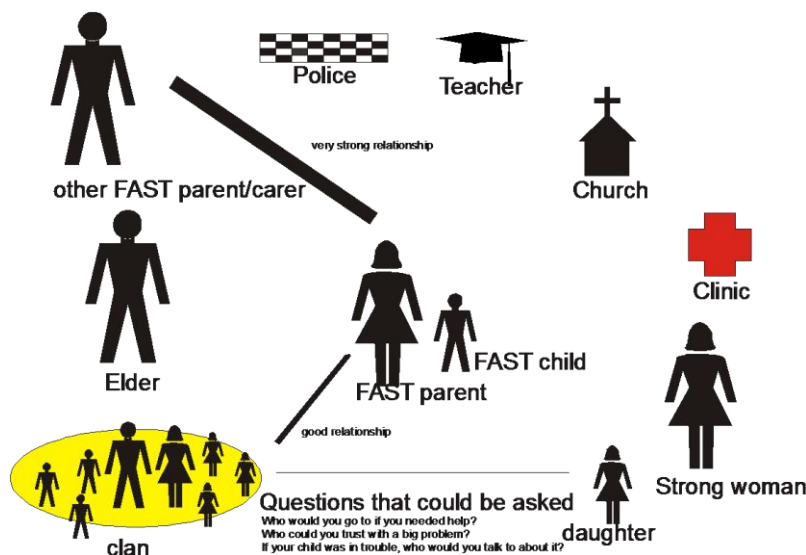 Police
Teacher
very strong relationship
other FAST parent/carer
Church
Clinic
Elder
FAST child
FAST parent
good relationship
Strong woman
Questions that could be asked
Who would you go to if you needed help?
Who could you trust with a big problem?
If your child was in trouble, who would you talk to about it?
daughter
clan